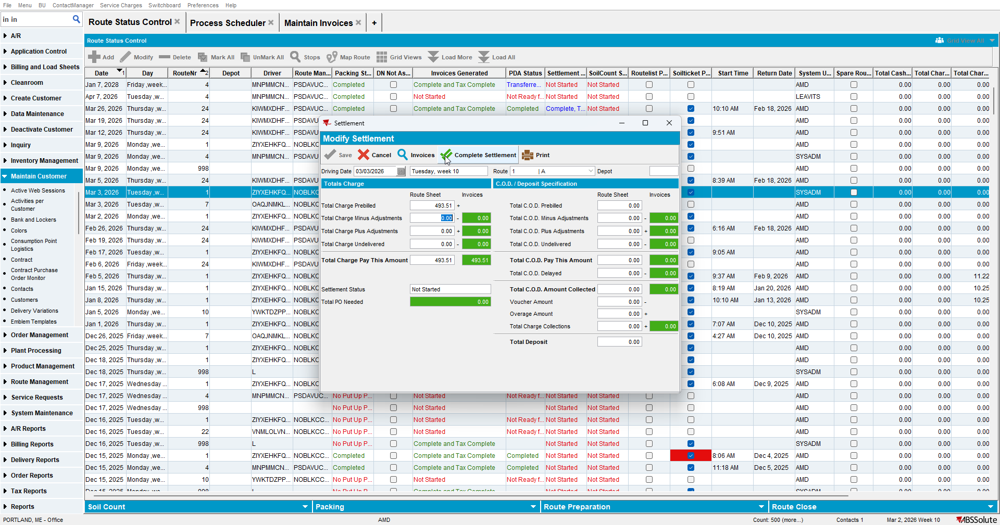 File Menu BU ContactManager Service Charges Switchboard Preferences Help
in in
Route Status Control Process Scheduler Maintain Invoices +
Route Status Control Grid View All
Add Modify Delete Mark All UnMark All Stops Map Route Grid Views Load More Load All
A/R
Application Control
Billing and Load Sheets
Cleanroom
Create Customer
Data Maintenance
Deactivate Customer
Inquiry
Inventory Management
Maintain Customer
Active Web Sessions
Activities per
Customer
Bank and Lockers
Colors
Consumption Point
Logistics
Contract
Contract Purchase
Order Monitor
Contacts
Customers
Delivery Variations
Emblem Templates
Order Management
Plant Processing
Product Management
Route Management
Service Requests
System Maintenance
A/R Reports
Billing Reports
Delivery Reports
Order Reports
Tax Reports
Reports
Date 1 Day RouteNr 2 Depot Driver Route Man... Packing St... DN Not As... Invoices Generated PDA Status Settlement ... SoilCount S... Routelist P... Soilticket P... Start Time Return Date System U... Spare Rou... Total Cash... Total Char... Total Char...
Jan 7, 2028 Friday ,week... 4 MNPMMCN... PSDAVUC... Completed Complete and Tax Complete Transferre... Not Started Not Started AMD 0.00 0.00 0.00
Apr 7, 2026 Tuesday ,w... 4 MNPMMCN... PSDAVUC... Completed Not Started Not Ready f... Not Started Not Started LEAVITS 0.00 0.00 0.00
Mar 26, 2026 Thursday ,w... 24 KIWMXDHF... PSDAVUC... Completed Complete and Tax Complete Completed Complete, T... Not Started 10:10 AM Feb 18, 2026 AMD 0.00 0.00 0.00
Mar 19, 2026 Thursday ,w... 24 KIWMXDHF... PSDAVU AMD 0.00 0.00 0.00
Mar 12, 2026 Thursday ,w... 24 KIWMXDHF... PSDAVU 9:51 AM AMD 0.00 0.00 0.00
Mar 9, 2026 Monday ,we... 1 ZIYXEHKFQ... NOBLKC AMD 0.00 0.00 0.00
Mar 9, 2026 Monday ,we... 4 MNPMMCN... PSDAVU SYSADM 0.00 0.00 0.00
Mar 9, 2026 Monday ,we... 998 AMD 0.00 0.00 0.00
Mar 5, 2026 Thursday ,w... 24 KIWMXDHF... PSDAVU 8:39 AM Feb 18, 2026 AMD 0.00 0.00 0.00
Mar 3, 2026 Tuesday ,w... 1 ZIYXEHKFQ... NOBLKC SYSADM 0.00 0.00 0.00
Mar 3, 2026 Tuesday ,w... 7 OAQJNMKL... NOBLKC AMD 0.00 0.00 0.00
Mar 2, 2026 Monday ,we... 1 ZIYXEHKFQ... NOBLKC AMD 0.00 0.00 0.00
Feb 26, 2026 Thursday ,w... 24 KIWMXDHF... PSDAVU 6:16 AM Feb 18, 2026 AMD 0.00 0.00 0.00
Feb 19, 2026 Thursday ,w... 24 KIWMXDHF... PSDAVU AMD 0.00 0.00 0.00
Feb 17, 2026 Tuesday ,w... 1 ZIYXEHKFQ... NOBLKC 9:05 AM AMD 0.00 0.00 0.00
Feb 6, 2026 Friday ,week... 24 KIWMXDHF... PSDAVU AMD 0.00 0.00 0.00
Feb 5, 2026 Thursday ,w... 1 ZIYXEHKFQ... NOBLKC 9:37 AM Feb 9, 2026 AMD 0.00 0.00 11.22
Jan 15, 2026 Thursday ,w... 1 ZIYXEHKFQ... NOBLKC 8:19 AM Jan 20, 2026 AMD 0.00 0.00 10.25
Jan 8, 2026 Thursday ,w... 1 ZIYXEHKFQ... NOBLKC 10:10 AM Jan 13, 2026 AMD 0.00 0.00 10.25
Jan 5, 2026 Monday ,we... 10 YWKTDZPP... NOBLKC SYSADM 0.00 0.00 0.00
Jan 1, 2026 Thursday ,w... 1 ZIYXEHKFQ... NOBLKC 7:07 AM Dec 10, 2025 AMD 0.00 0.00 0.00
Dec 26, 2025 Friday ,week... 7 OAQJNMKL... NOBLKC 4:27 AM Dec 10, 2025 AMD 0.00 0.00 0.00
Dec 25, 2025 Thursday ,w... 1 ZIYXEHKFQ... NOBLKC AMD 0.00 0.00 0.00
Dec 18, 2025 Thursday ,w... 1 ZIYXEHKFQ... NOBLKC AMD 0.00 0.00 0.00
Dec 18, 2025 Thursday ,w... 998 L SYSADM 0.00 0.00 0.00
Dec 17, 2025 Wednesday ... 1 ZIYXEHKFQ... NOBLKC 6:08 AM Dec 9, 2025 AMD 0.00 0.00 0.00
Dec 17, 2025 Wednesday ... 4 MNPMMCN... PSDAVUC... No Put Up P... Not Started Not Ready f... Not Started Not Started AMD 0.00 0.00 0.00
Dec 17, 2025 Wednesday ... 998 No Put Up P... Not Started Not Started Not Started AMD 0.00 0.00 0.00
Dec 16, 2025 Tuesday ,w... 1 ZIYXEHKFQ... NOBLKCC... No Put Up P... Not Started Not Ready f... Not Started Not Started AMD 0.00 0.00 0.00
Dec 16, 2025 Tuesday ,w... 22 VNMLOLVN... NOBLKCC... No Put Up P... Not Started Not Ready f... Not Started Not Started AMD 0.00 0.00 0.00
Dec 16, 2025 Tuesday ,w... 998 L No Put Up P... Complete and Tax Complete Not Started Not Started SYSADM 0.00 0.00 0.00
Dec 15, 2025 Monday ,we... 1 ZIYXEHKFQ... NOBLKCC... Completed Complete and Tax Complete Completed Not Started Not Started 8:06 AM Dec 4, 2025 AMD 0.00 0.00 0.00
Dec 15, 2025 Monday ,we... 4 MNPMMCN... PSDAVUC... Completed Complete and Tax Complete Completed Not Started Not Started 11:18 AM Dec 5, 2025 AMD 0.00 0.00 0.00
Dec 15, 2025 Monday ,we... 10 YWKTDZPP... NOBLKCC... No Put Up P... Not Started Not Ready f... Not Started Not Started AMD 0.00 0.00 0.00
Dec 15, 2025 Monday ,we... 998 L No Put Up P... Complete and Tax Complete Not Started Not Started SYSADM 0.00 0.00 0.00
Settlement
Modify Settlement
Save Cancel Invoices Complete Settlement Print
Driving Date 03/03/2026 Tuesday, week 10 Route 1 | A Depot
Totals Charge
Route Sheet Invoices
Total Charge Prebilled 493.51 +
Total Charge Minus Adjustments 0.00 - 0.00
Total Charge Plus Adjustments 0.00 + 0.00
Total Charge Undelivered 0.00 - 0.00
Total Charge Pay This Amount 493.51 493.51
Settlement Status Not Started
Total PO Needed 0.00
C.O.D. / Deposit Specification
Route Sheet Invoices
Total C.O.D. Prebilled 0.00
Total C.O.D. Minus Adjustments 0.00 - 0.00
Total C.O.D. Plus Adjustments 0.00 + 0.00
Total C.O.D. Undelivered 0.00 - 0.00
Total C.O.D. Pay This Amount 0.00 0.00
Total C.O.D. Delayed 0.00 - 0.00
Total C.O.D. Amount Collected 0.00 0.00
Voucher Amount 0.00 -
Overage Amount 0.00 +
Total Charge Collections 0.00 + 0.00
Total Deposit 0.00
Soil Count Packing Route Preparation Route Close
PORTLAND, ME - Office AMD Count: 500 (more...) Contacts 1 Mar 2, 2026 Week 10 ABSSolute